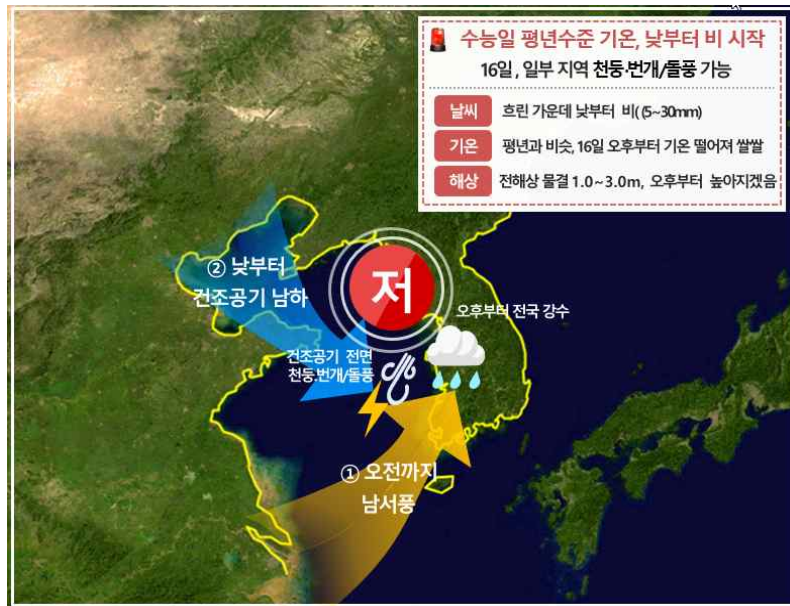 수능일 평년수준 기온, 낮부터 비 시작
16일, 일부 지역 천둥·번개/돌풍 가능
날씨 흐린 가운데 낮부터 비((5~30mm)
기온 평년과 비슷, 16일 오후부터 기온 떨어져 쌀쌀
해상 전해상 물결 1.0~3.0m, 오후부터 높아지겠음
② 낮부터
건조공기 남하
저
오후부터 전국 강수
건조공기 전면
천둥.번개/돌풍
① 오전까지
남서풍